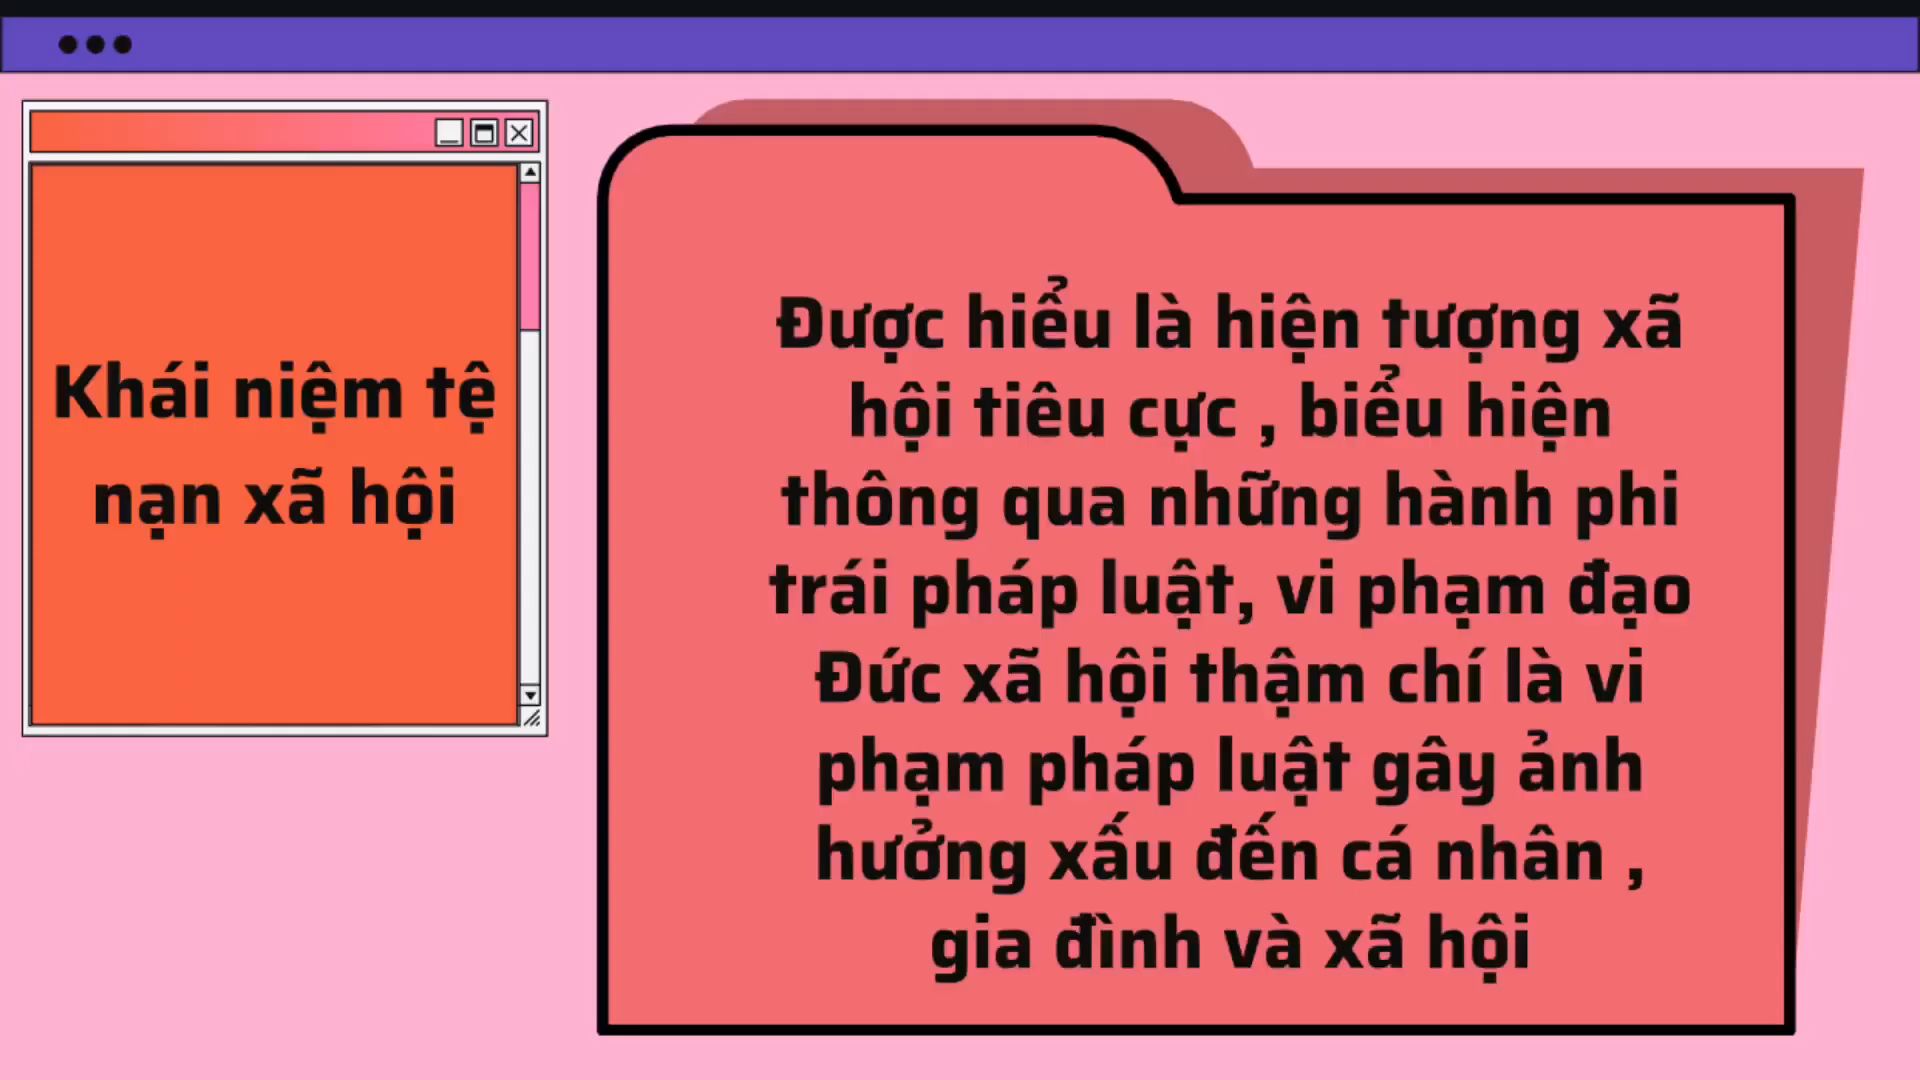 Khái niệm tệ
nạn xã hội
Được hiểu là hiện tượng xã
hội tiêu cực , biểu hiện
thông qua những hành phi
trái pháp luật, vi phạm đạo
Đức xã hội thậm chí là vi
phạm pháp luật gây ảnh
hưởng xấu đến cá nhân ,
gia đình và xã hội